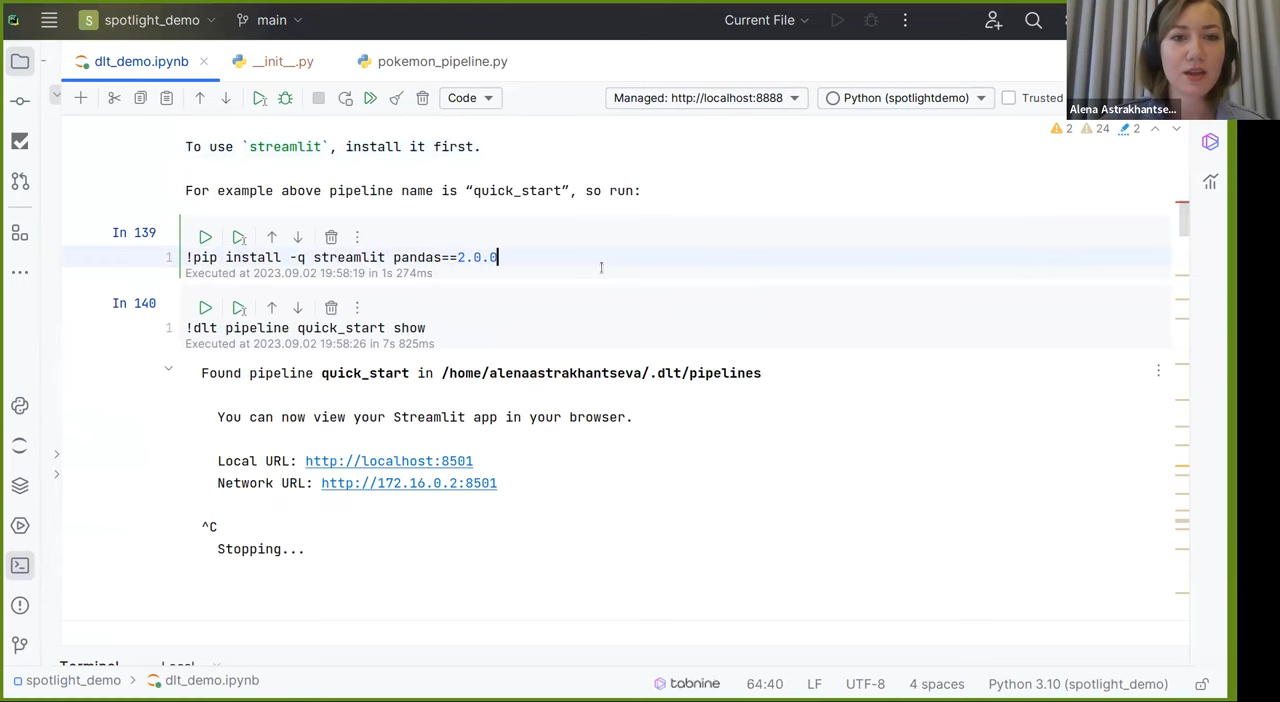 S spotlight_demo main Current File
dlt_demo.ipynb __init__.py pokemon_pipeline.py
Code Managed: http://localhost:8888 Python (spotlightdemo) Trusted
Alena Astrakhantse...
2 24 2
To use `streamlit`, install it first.
For example above pipeline name is “quick_start”, so run:
In 139
1 !pip install -q streamlit pandas==2.0.0
Executed at 2023.09.02 19:58:19 in 1s 274ms
In 140
1 !dlt pipeline quick_start show
Executed at 2023.09.02 19:58:26 in 7s 825ms
Found pipeline quick_start in /home/alenaastrakhantseva/.dlt/pipelines
You can now view your Streamlit app in your browser.
Local URL: http://localhost:8501
Network URL: http://172.16.0.2:8501
^C
Stopping...
Terminal Local
spotlight_demo > dlt_demo.ipynb tabnine 64:40 LF UTF-8 4 spaces Python 3.10 (spotlight_demo)